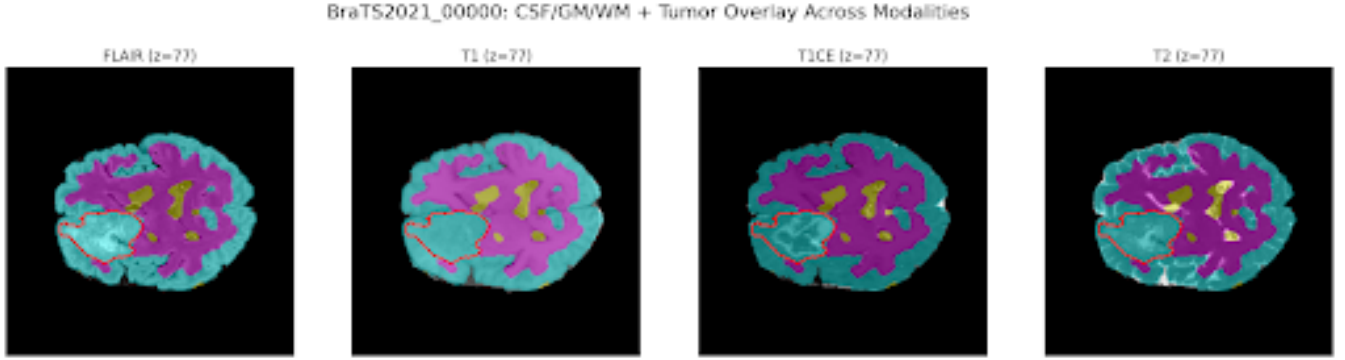 BraTS2021_00000: CSF/GM/WM + Tumor Overlay Across Modalities
FLAIR (z=77)
T1 (z=77)
T1CE (z=77)
T2 (z=77)